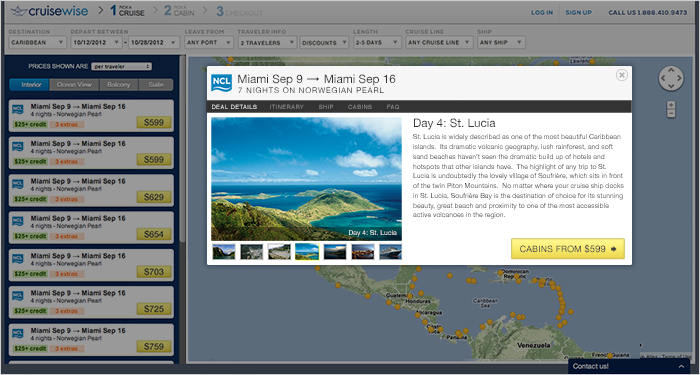 cruisewise
1 PICK A CRUISE → 2 PICK A CABIN → 3 CHECKOUT
LOG IN SIGN UP CALL US 1.888.410.9473
DESTINATION DEPART BETWEEN LEAVE FROM TRAVELER INFO LENGTH CRUISE LINE SHIP
CARIBBEAN 10/12/2012 - 10/28/2012 ANY PORT 2 TRAVELERS DISCOUNTS 2-5 DAYS ANY CRUISE LINE ANY SHIP
PRICES SHOWN ARE per traveler
Interior Ocean View Balcony Suite
Miami Sep 9 → Miami Sep 16
4 nights - Norwegian Pearl
$25+ credit 3 extras $599
Miami Sep 9 → Miami Sep 16
4 nights - Norwegian Pearl
$25+ credit 3 extras $599
Miami Sep 9 → Miami Sep 16
4 nights - Norwegian Pearl
$25+ credit 3 extras $629
Miami Sep 9 → Miami Sep 16
4 nights - Norwegian Pearl
$25+ credit 3 extras $654
Miami Sep 9 → Miami Sep 16
4 nights - Norwegian Pearl
$25+ credit 3 extras $703
Miami Sep 9 → Miami Sep 16
4 nights - Norwegian Pearl
$25+ credit 3 extras $725
Miami Sep 9 → Miami Sep 16
4 nights - Norwegian Pearl
$25+ credit 3 extras $759
NCL
Miami Sep 9 → Miami Sep 16
7 NIGHTS ON NORWEGIAN PEARL
DEAL DETAILS ITINERARY SHIP CABINS FAQ
Day 4: St. Lucia
Day 4: St. Lucia
St. Lucia is widely described as one of the most beautiful Caribbean
islands. Its dramatic volcanic geography, lush rainforest, and soft
sand beaches haven't seen the dramatic build up of hotels and
hotspots that other islands have. The highlight of any trip to St.
Lucia is undoubtedly the lovely village of Soufrière, which sits in front
of the twin Piton Mountains. No matter where your cruise ship docks
in St. Lucia, Soufrière Bay is the destination of choice for its stunning
beauty, great beach and proximity to one of the most accessible
active volcanoes in the region.
CABINS FROM $599
Dominican
Republic
Guatemala
Honduras
Caribbean
Sea
Nicaragua
Costa Rica
Panama
Venezuela
Guyana
French Guiana
Terms of
Contact us!